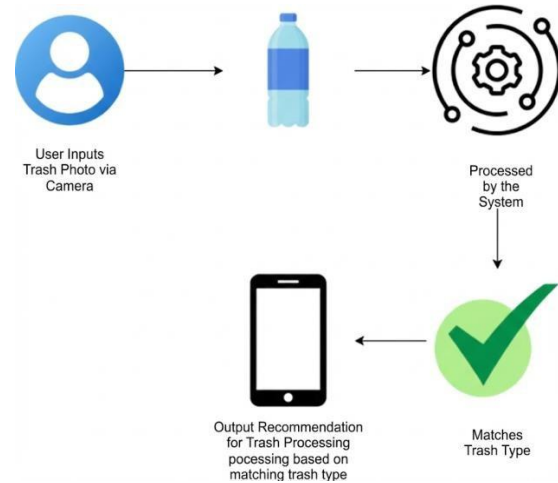 User Inputs
Trash Photo via
Camera
Processed
by the
System
Output Recommendation
for Trash Processing
pocessing based on
matching trash type
Matches
Trash Type